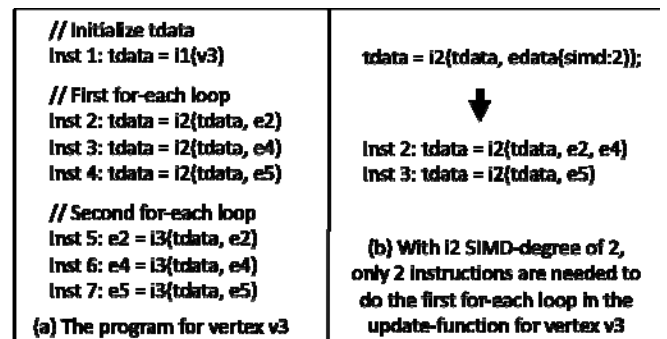 // Initialize tdata
Inst 1: tdata = i1(v3)
// First for-each loop
Inst 2: tdata = i2(tdata, e2)
Inst 3: tdata = i2(tdata, e4)
Inst 4: tdata = i2(tdata, e5)
// Second for-each loop
Inst 5: e2 = i3(tdata, e2)
Inst 6: e4 = i3(tdata, e4)
Inst 7: e5 = i3(tdata, e5)
(a) The program for vertex v3
tdata = i2(tdata, edata(simd:2));
Inst 2: tdata = i2(tdata, e2, e4)
Inst 3: tdata = i2(tdata, e5)
(b) With i2 SIMD-degree of 2,
only 2 instructions are needed to
do the first for-each loop in the
update-function for vertex v3